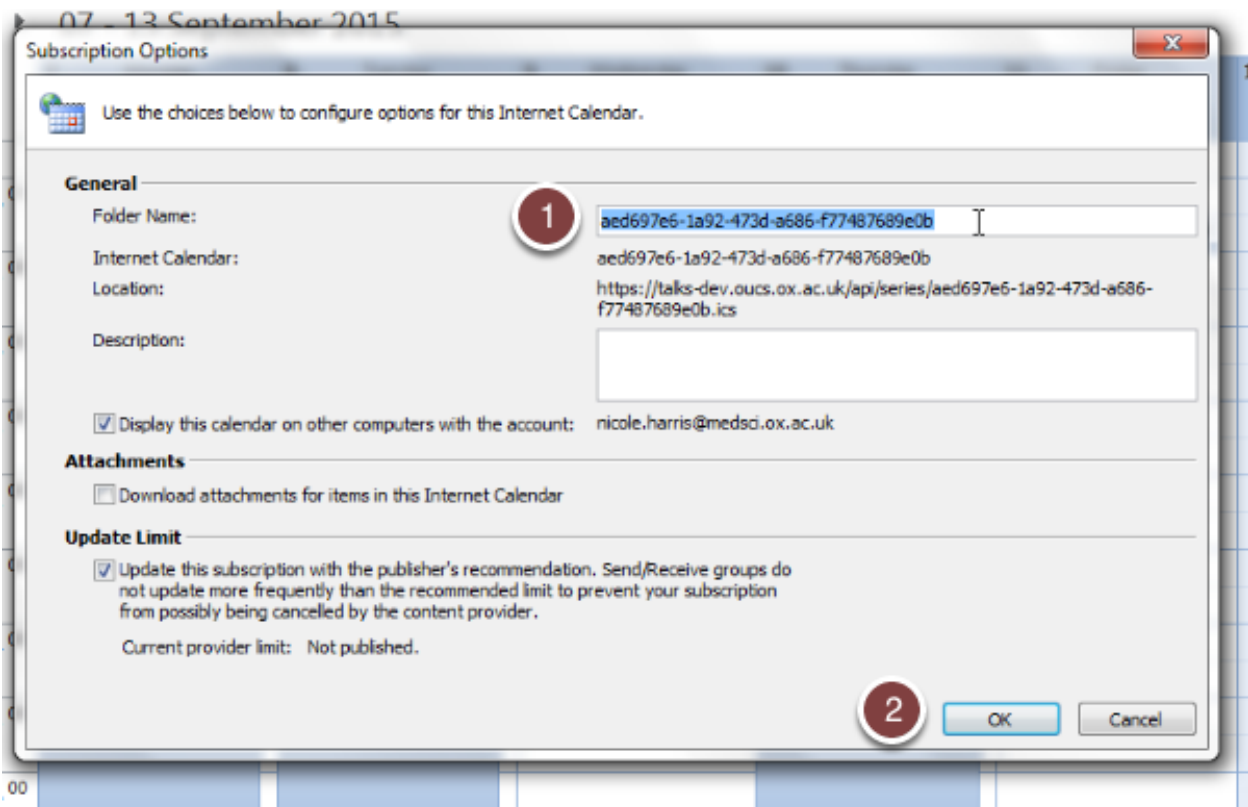 07 - 13 September 2015
Subscription Options
Use the choices below to configure options for this Internet Calendar.
General
Folder Name:
1
aed697e6-1a92-473d-a686-f77487689e0b
Internet Calendar:
aed697e6-1a92-473d-a686-f77487689e0b
Location:
https://talks-dev.oucs.ox.ac.uk/api/series/aed697e6-1a92-473d-a686-
f77487689e0b.ics
Description:
Display this calendar on other computers with the account:
nicole.harris@medsci.ox.ac.uk
Attachments
Download attachments for items in this Internet Calendar
Update Limit
Update this subscription with the publisher's recommendation. Send/Receive groups do
not update more frequently than the recommended limit to prevent your subscription
from possibly being cancelled by the content provider.
Current provider limit: Not published.
2
OK
Cancel
00